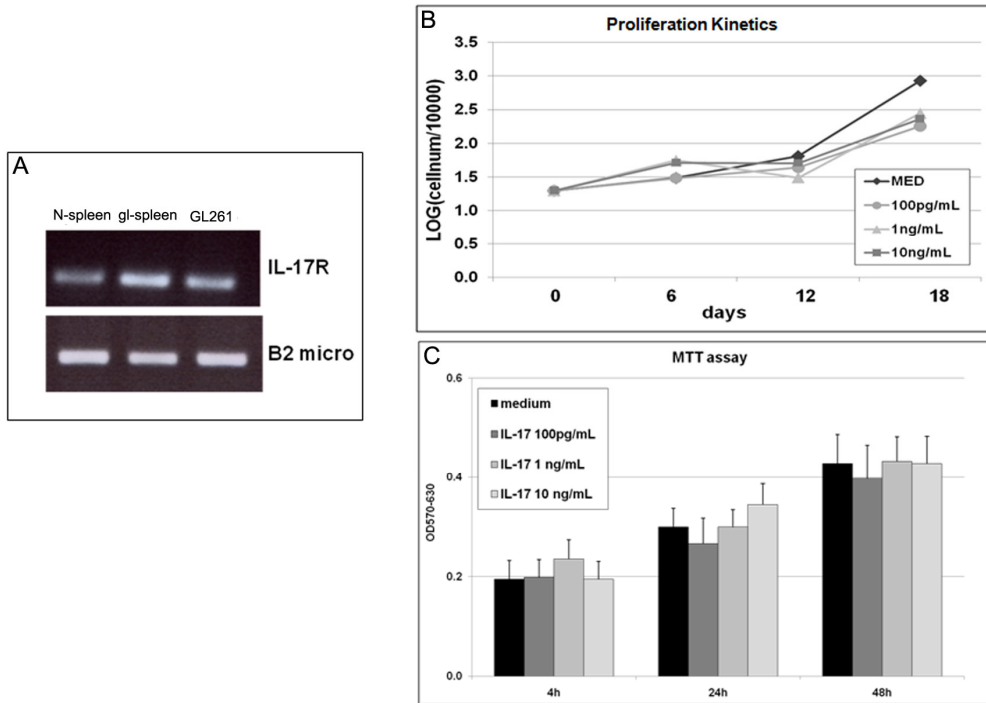 A
N-spleen gl-spleen GL261
IL-17R
B2 micro
B
Proliferation Kinetics
LOG(cellnum/10000)
3.5
3.0
2.5
2.0
1.5
1.0
0.5
0.0
0 6 12 18
days
MED
100pg/mL
1ng/mL
10ng/mL
C
MTT assay
OD570-630
0.6
0.4
0.2
0.0
medium
IL-17 100pg/mL
IL-17 1 ng/mL
IL-17 10 ng/mL
4h 24h 48h